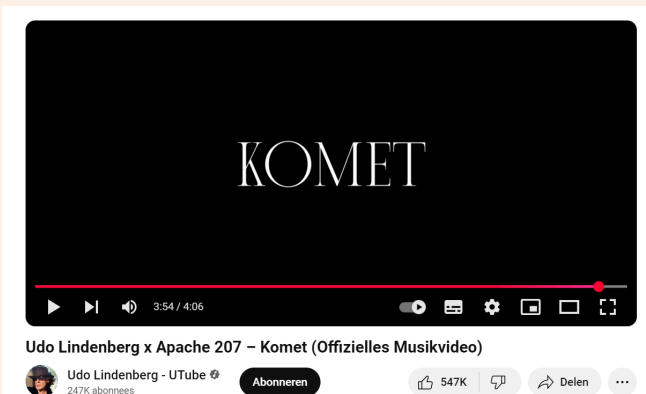 KOMET
3:54 / 4:06
Udo Lindenberg x Apache 207 – Komet (Offizielles Musikvideo)
Udo Lindenberg - UTube
247K abonnees
Abonneren
547K
Delen